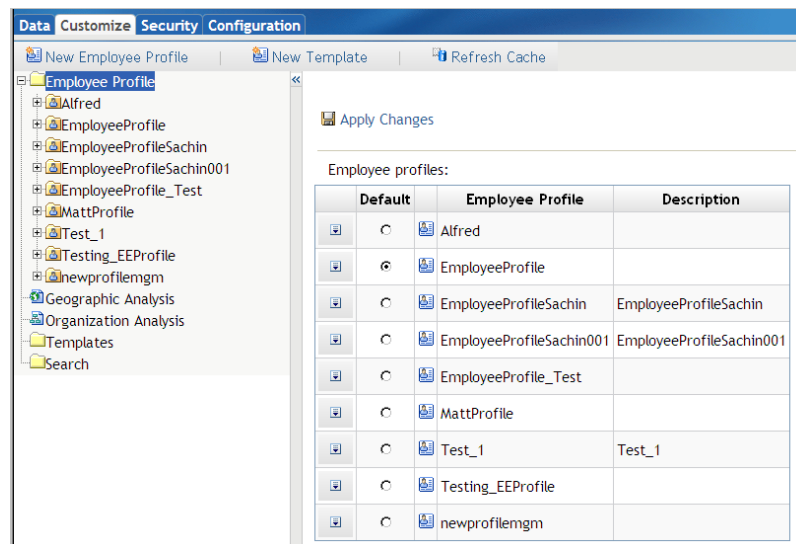 Data Customize Security Configuration
New Employee Profile | New Template | Refresh Cache
Employee Profile
Alfred
EmployeeProfile
EmployeeProfileSachin
EmployeeProfileSachin001
EmployeeProfile_Test
MattProfile
Test_1
Testing_EEProfile
newprofilemgm
Geographic Analysis
Organization Analysis
Templates
Search
«
Apply Changes
Employee profiles:
Default Employee Profile Description
Alfred
EmployeeProfile
EmployeeProfileSachin EmployeeProfileSachin
EmployeeProfileSachin001 EmployeeProfileSachin001
EmployeeProfile_Test
MattProfile
Test_1 Test_1
Testing_EEProfile
newprofilemgm